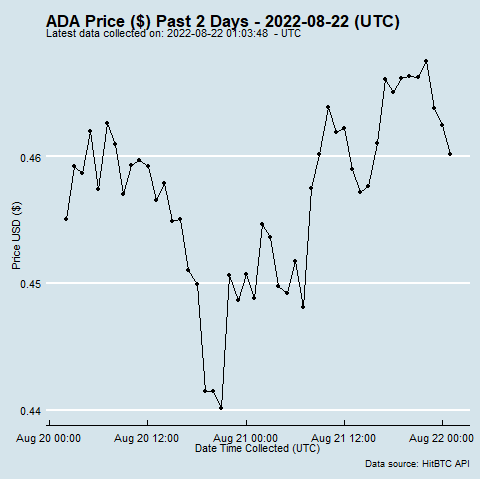 ADA Price ($) Past 2 Days - 2022-08-22 (UTC)
Latest data collected on: 2022-08-22 01:03:48 - UTC
Price USD ($)
0.46
0.45
0.44
Aug 20 00:00 Aug 20 12:00 Aug 21 00:00 Aug 21 12:00 Aug 22 00:00
Date Time Collected (UTC)
Data source: HitBTC API